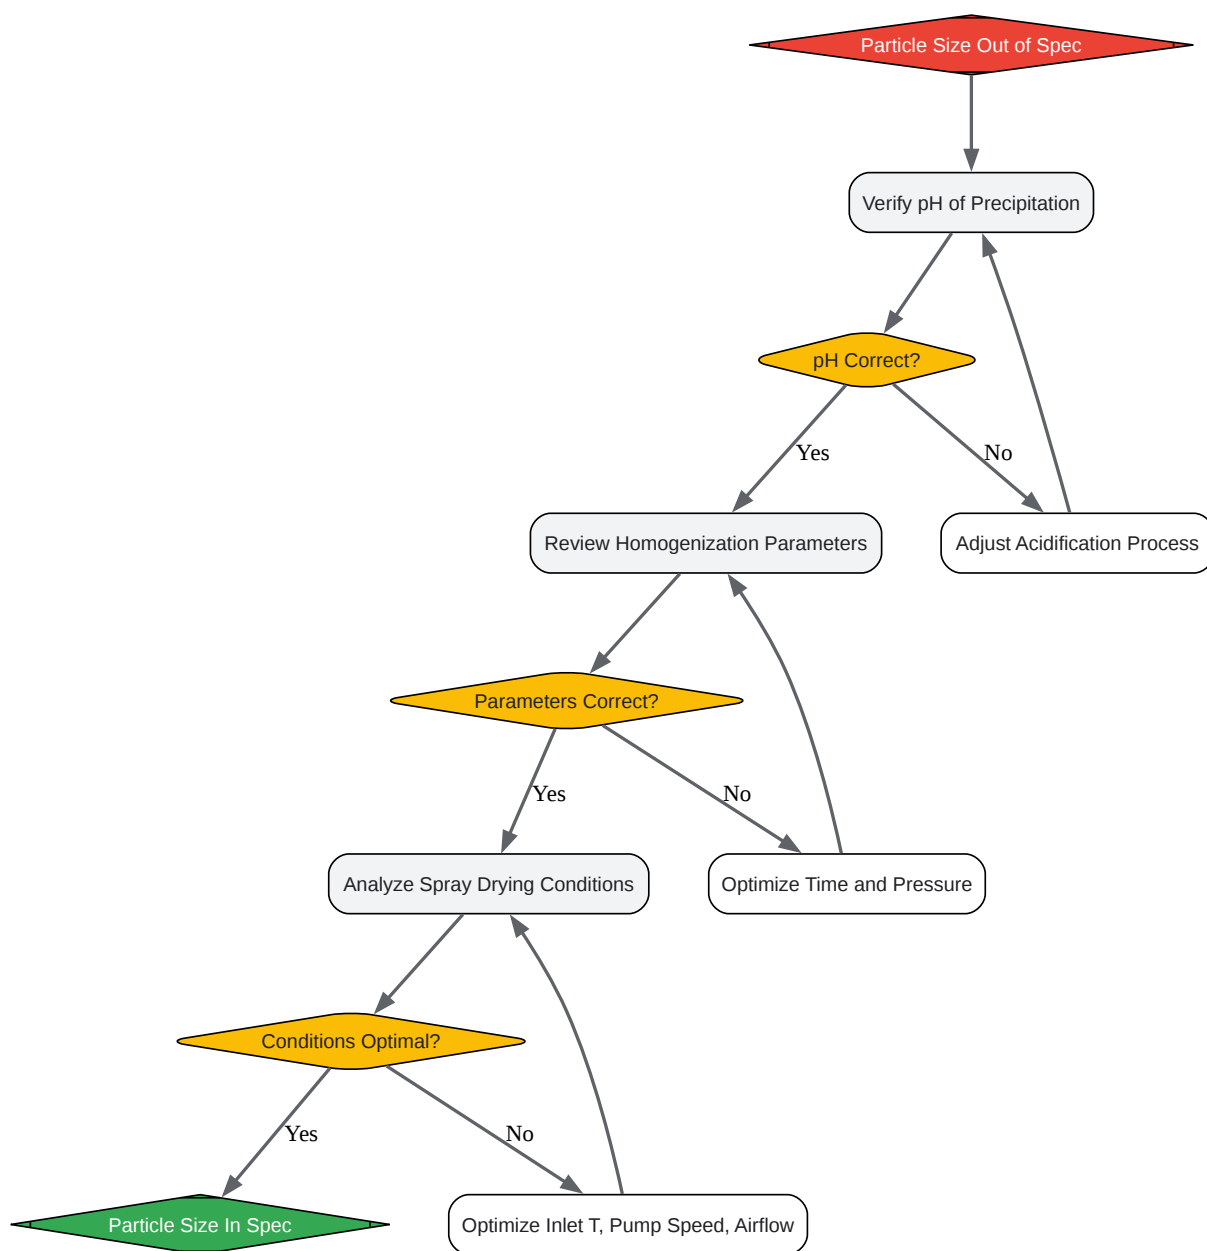 Particle Size Out of Spec
Verify pH of Precipitation
pH Correct?
Yes
No
Review Homogenization Parameters
Adjust Acidification Process
Parameters Correct?
Yes
No
Analyze Spray Drying Conditions
Optimize Time and Pressure
Conditions Optimal?
Yes
No
Particle Size In Spec
Optimize Inlet T, Pump Speed, Airflow